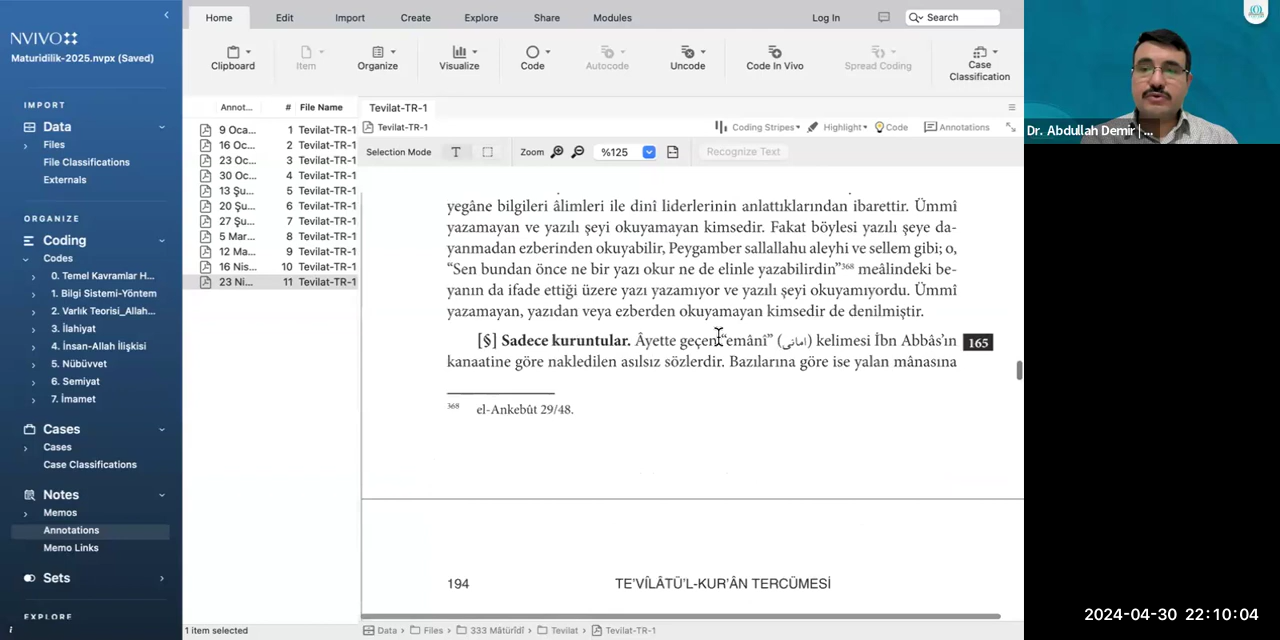 NVIVO
Maturidilik-2025.nvpx (Saved)
IMPORT
Data
Files
File Classifications
Externals
ORGANIZE
Coding
Codes
0. Temel Kavramlar H...
1. Bilgi Sistemi-Yöntem
2. Varlık Teorisi_Allah...
3. İlahiyat
4. İnsan-Allah İlişkisi
5. Nübüvvet
6. Semiyat
7. İmamet
Cases
Cases
Case Classifications
Notes
Memos
Annotations
Memo Links
Sets
EXPLORE
Home Edit Import Create Explore Share Modules Log In Search
Clipboard Item Organize Visualize Code Autocode Uncode Code In Vivo Spread Coding Case Classification
Annot... # File Name
9 Oca... 1 Tevilat-TR-1
16 Oc... 2 Tevilat-TR-1
23 Oc... 3 Tevilat-TR-1
30 Oc... 4 Tevilat-TR-1
13 Şu... 5 Tevilat-TR-1
20 Şu... 6 Tevilat-TR-1
27 Şu... 7 Tevilat-TR-1
5 Mar... 8 Tevilat-TR-1
12 Ma... 9 Tevilat-TR-1
16 Nis... 10 Tevilat-TR-1
23 Ni... 11 Tevilat-TR-1
1 item selected
Tevilat-TR-1
Tevilat-TR-1 Coding Stripes Highlight Code Annotations
Selection Mode T Zoom %125 Recognize Text
yegâne bilgileri âlimleri ile dinî liderlerinin anlattıklarından ibarettir. Ümmî
yazamayan ve yazılı şeyi okuyamayan kimsedir. Fakat böylesi yazılı şeye da-
yanmadan ezberinden okuyabilir, Peygamber sallallahu aleyhi ve sellem gibi; o,
“Sen bundan önce ne bir yazı okur ne de elinle yazabilirdin”368 meâlindeki be-
yanın da ifade ettiği üzere yazı yazamıyor ve yazılı şeyi okuyamıyordu. Ümmî
yazamayan, yazıdan veya ezberden okuyamayan kimsedir de denilmiştir.
[§] Sadece kuruntular. Âyette geçen “emânî” (امانى) kelimesi İbn Abbâs’ın 165
kanaatine göre nakledilen asılsız sözlerdir. Bazılarına göre ise yalan mânasına
368 el-Ankebût 29/48.
194 TE’VÎLÂTÜ’L-KUR’ÂN TERCÜMESİ
Data Files 333 Mâtürîdî Tevilat Tevilat-TR-1
Dr. Abdullah Demir | ...
2024-04-30 22:10:04